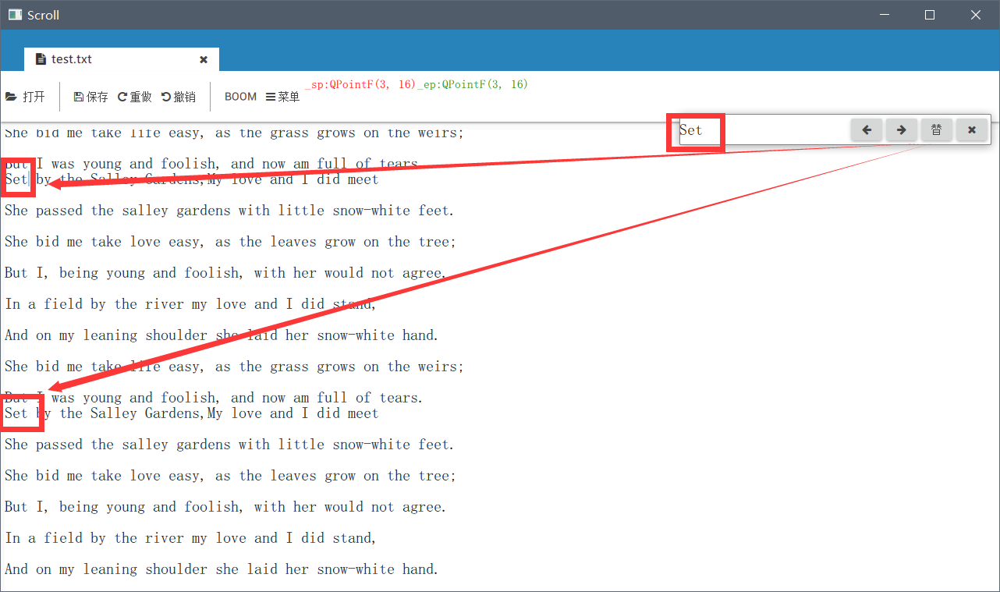 Scroll
test.txt
打开 保存 重做 撤销 BOOM 菜单 _sp:QPointF(3, 16)_ep:QPointF(3, 16)
Set 替
She bid me take life easy, as the grass grows on the weirs;
But I was young and foolish, and now am full of tears.
Set by the Salley Gardens,My love and I did meet
She passed the salley gardens with little snow-white feet.
She bid me take love easy, as the leaves grow on the tree;
But I, being young and foolish, with her would not agree.
In a field by the river my love and I did stand,
And on my leaning shoulder she laid her snow-white hand.
She bid me take life easy, as the grass grows on the weirs;
But I was young and foolish, and now am full of tears.
Set by the Salley Gardens,My love and I did meet
She passed the salley gardens with little snow-white feet.
She bid me take love easy, as the leaves grow on the tree;
But I, being young and foolish, with her would not agree.
In a field by the river my love and I did stand,
And on my leaning shoulder she laid her snow-white hand.